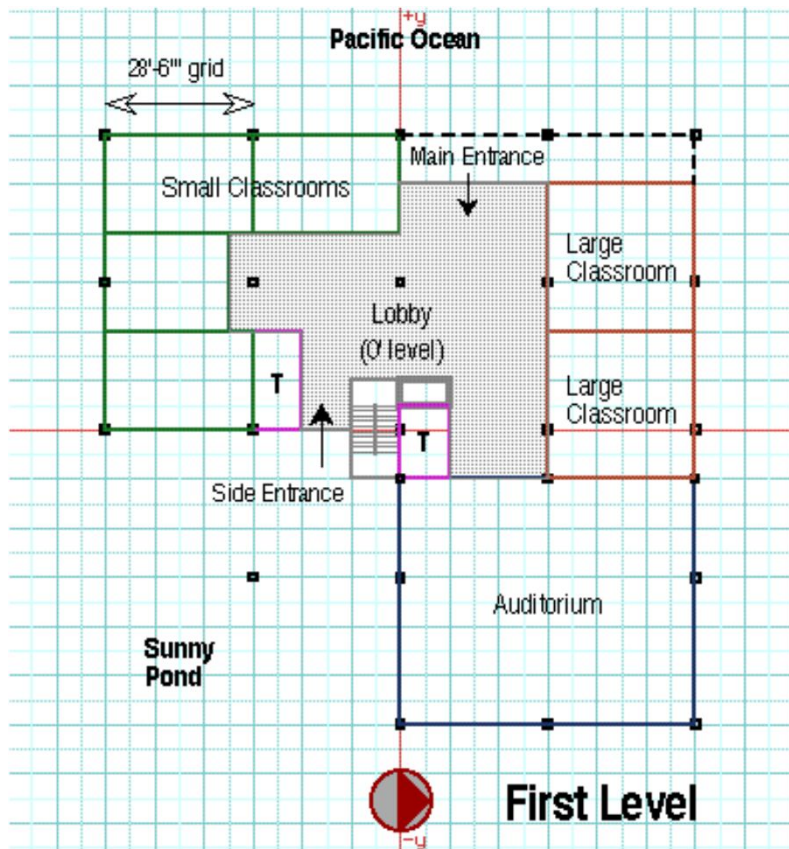 +y
Pacific Ocean
28'-6'" grid
Main Entrance
Small Classrooms
Large
Classroom
Lobby
(0' level)
T
Large
Classroom
T
Side Entrance
Auditorium
Sunny
Pond
First Level
-y